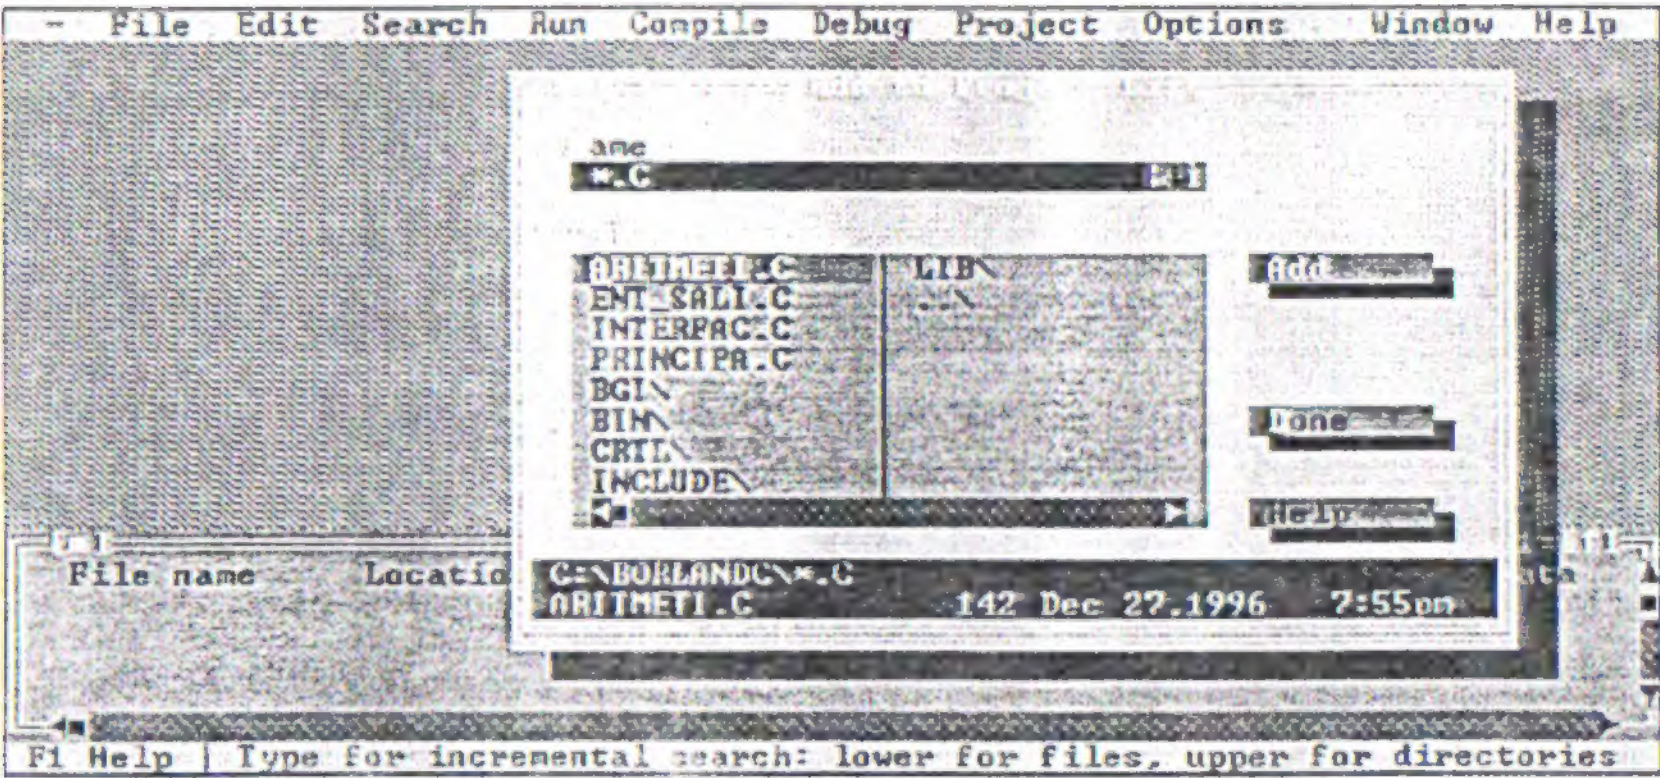 - File Edit Search Run Compile Debug Project Options Window Help
ame
*.C
ARITMETI.C LIB\
ENT_SALI.C ..\
INTERFAC.C
PRINCIPA.C
BGI\
BIN\
CRTL\
INCLUDE\
Add
Done
Help
File name Locatio
C:\BORLANDC\*.C
ARITMETI.C 142 Dec 27,1996 7:55pm
F1 Help | Type for incremental search: lower for files, upper for directories